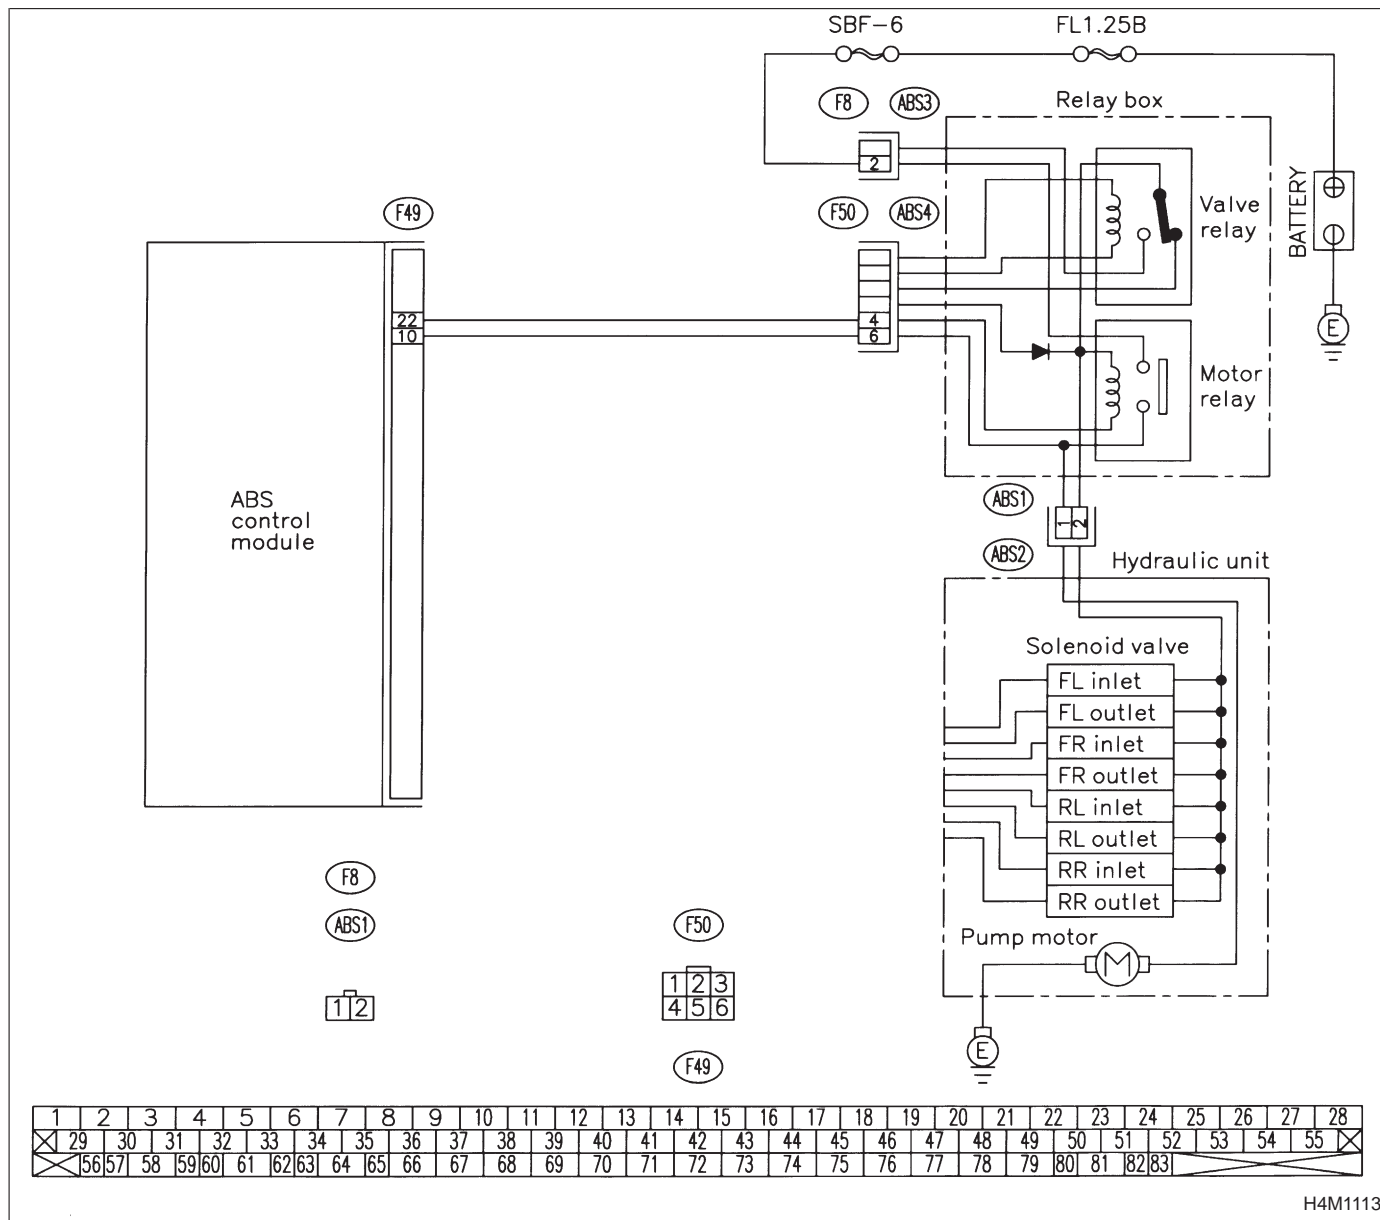 SBF-6
FL1.25B
F8
ABS3
Relay box
2
F49
F50
ABS4
Valve
relay
BATTERY
E
22
10
4
6
Motor
relay
ABS
control
module
ABS1
1 2
ABS2
Hydraulic unit
Solenoid valve
FL inlet
FL outlet
FR inlet
FR outlet
RL inlet
RL outlet
RR inlet
RR outlet
Pump motor
M
E
F8
ABS1
1 2
F50
1 2 3
4 5 6
F49
1 2 3 4 5 6 7 8 9 10 11 12 13 14 15 16 17 18 19 20 21 22 23 24 25 26 27 28
29 30 31 32 33 34 35 36 37 38 39 40 41 42 43 44 45 46 47 48 49 50 51 52 53 54 55
56 57 58 59 60 61 62 63 64 65 66 67 68 69 70 71 72 73 74 75 76 77 78 79 80 81 82 83
H4M1113